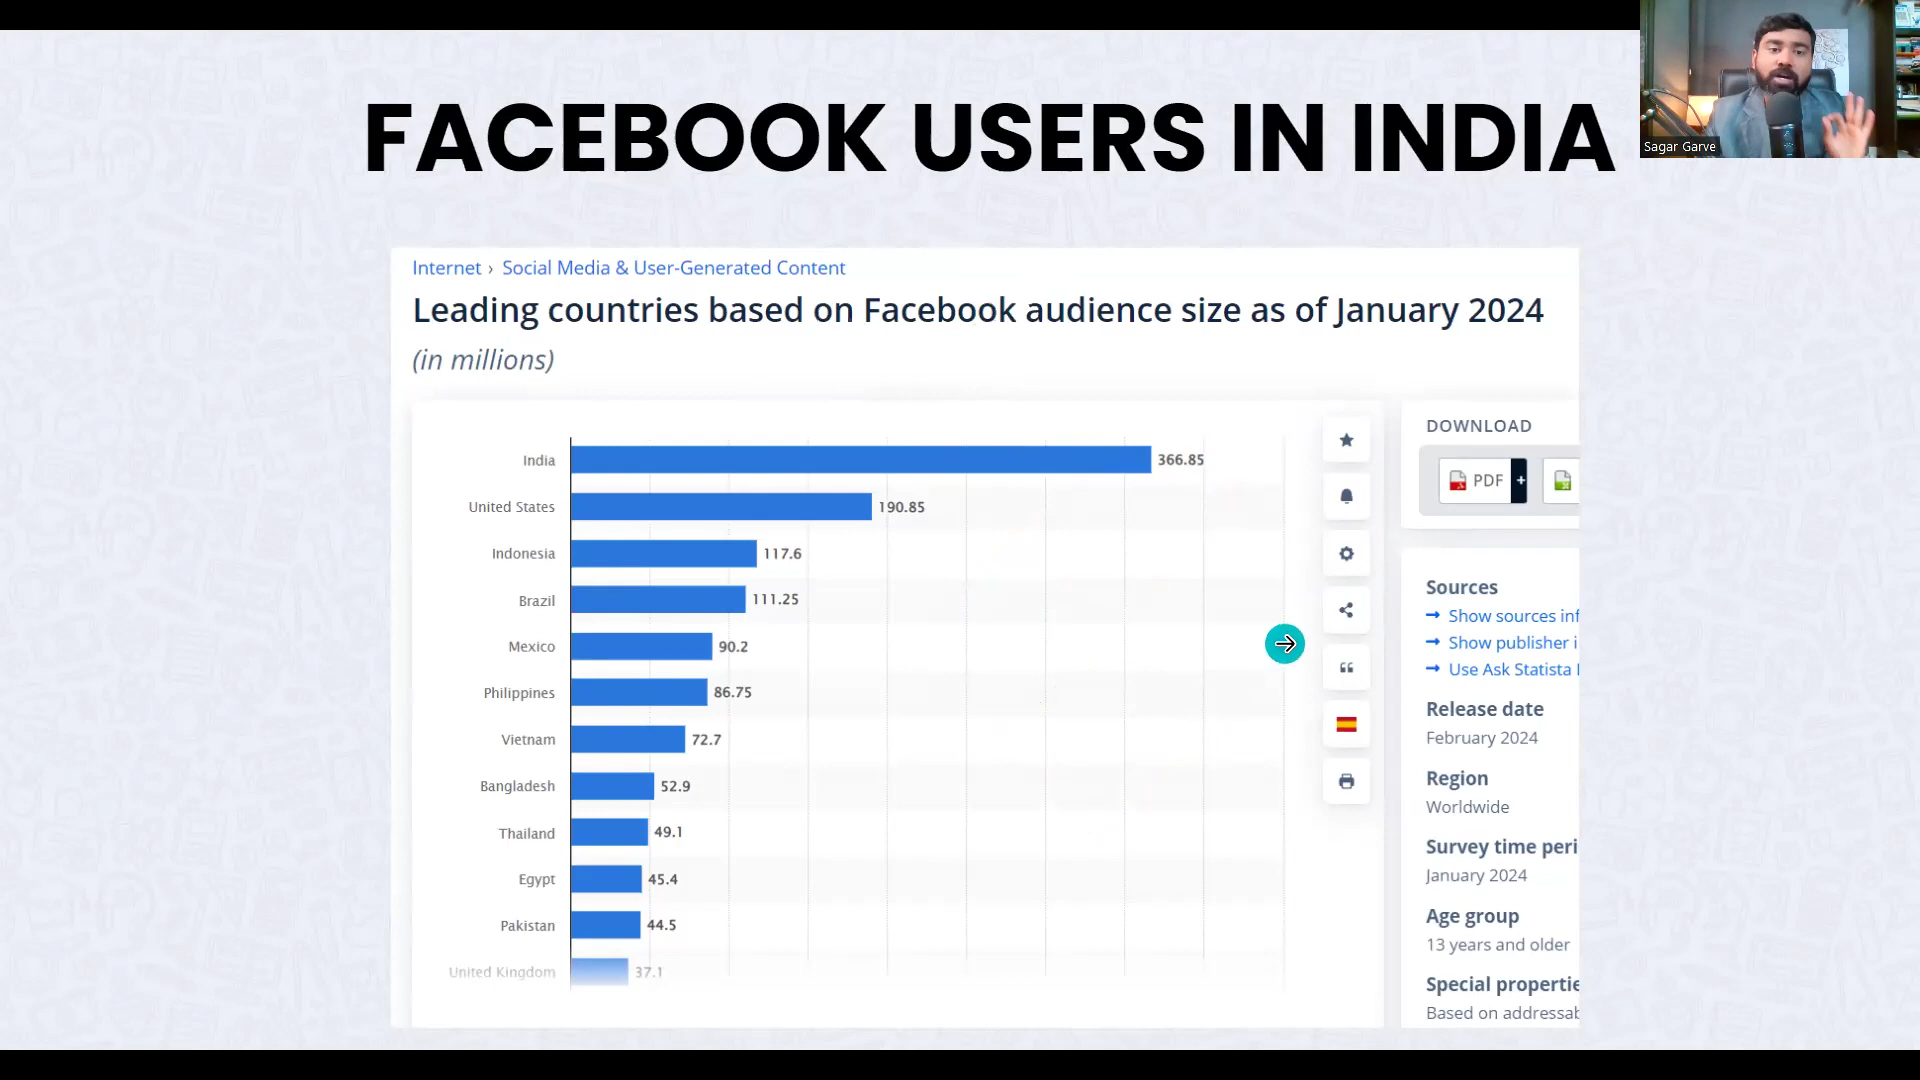 FACEBOOK USERS IN INDIA
Sagar Garve
Internet › Social Media & User-Generated Content
Leading countries based on Facebook audience size as of January 2024
(in millions)
India 366.85
United States 190.85
Indonesia 117.6
Brazil 111.25
Mexico 90.2
Philippines 86.75
Vietnam 72.7
Bangladesh 52.9
Thailand 49.1
Egypt 45.4
Pakistan 44.5
United Kingdom 37.1
DOWNLOAD
PDF +
Sources
→ Show sources inf
→ Show publisher i
→ Use Ask Statista
Release date
February 2024
Region
Worldwide
Survey time peri
January 2024
Age group
13 years and older
Special propertie
Based on addressab